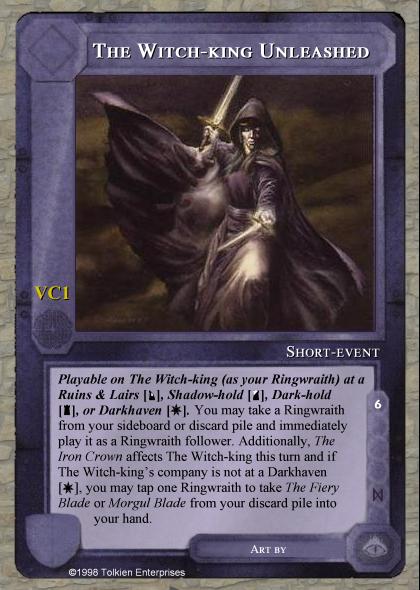 THE WITCH-KING UNLEASHED
VC1
SHORT-EVENT
Playable on The Witch-king (as your Ringwraith) at a
Ruins & Lairs [], Shadow-hold [], Dark-hold
[], or Darkhaven []. You may take a Ringwraith
from your sideboard or discard pile and immediately
play it as a Ringwraith follower. Additionally, The
Iron Crown affects The Witch-king this turn and if
The Witch-king's company is not at a Darkhaven
[], you may tap one Ringwraith to take The Fiery
Blade or Morgul Blade from your discard pile into
your hand.
6
ART BY
©1998 Tolkien Enterprises